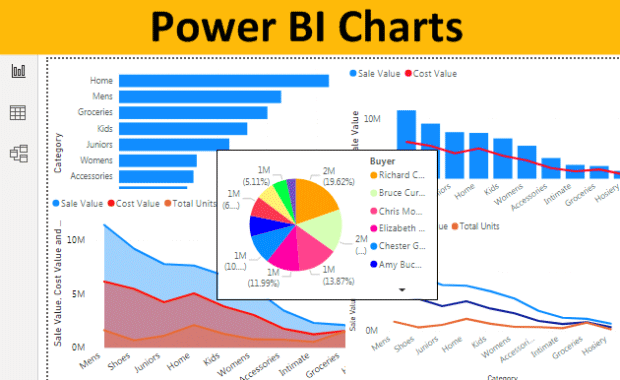 Power BI Charts
Home
Mens
Groceries
Kids
Juniors
Womens
Accessories
Category
Sale Value Cost Value
Sale Value
10M
Home
Kids
Womens
Accessories
Intimate
Groceries
Hosiery
Buyer
Richard C...
Bruce Cur...
Chris Mo...
Elizabeth ...
Chester G...
Amy Buc...
1M
(5.11%)
2M
(19.62%)
1M
(6....)
2M
(...)
1M
(10...)
1M
(11.99%)
1M
(13.87%)
Sale Value Cost Value Total Units
Sale Value, Cost Value and ...
10M
5M
0M
Mens
Shoes
Juniors
Home
Kids
Womens
Accessories
Intimate
Groceries
Total Units
Sale Value
0M
Mens
Shoes
Juniors
Home
Kids
Womens
Accessori...
Intimate
Groceries
Hosiery
Category